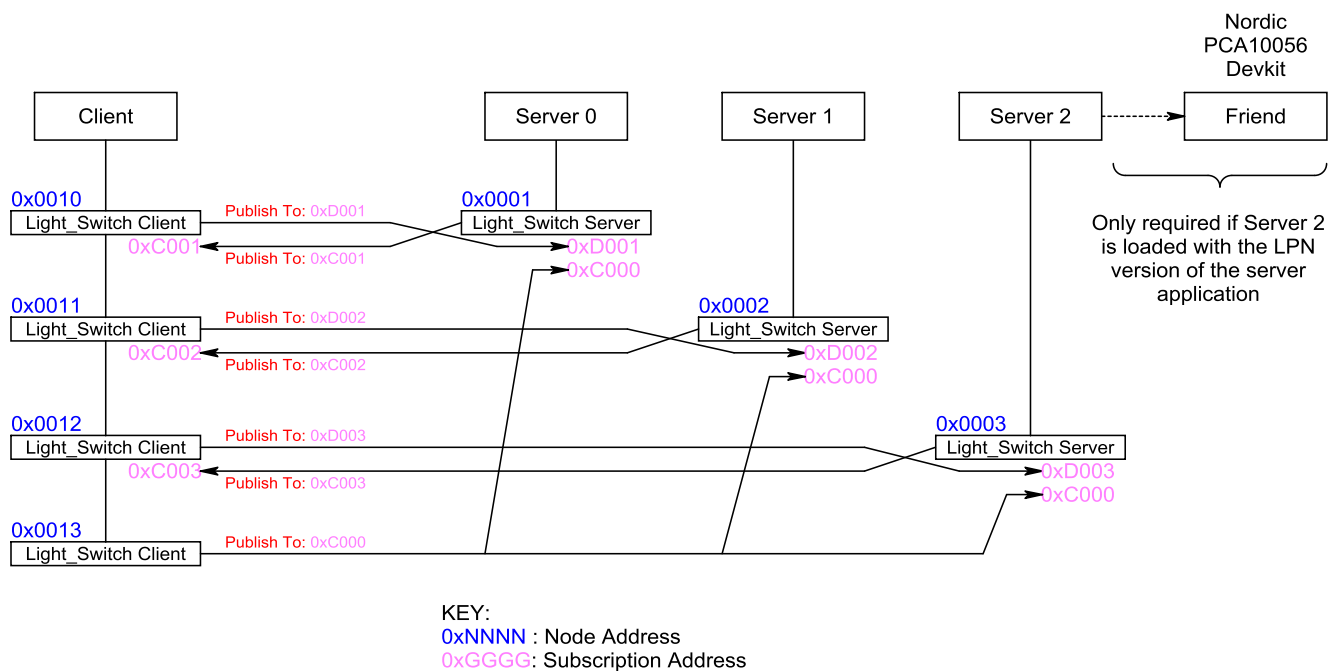 Nordic
PCA10056
Devkit
Client
Server 0
Server 1
Server 2
Friend
0x0010
Light_Switch Client
0xC001
Publish To: 0xD001
Publish To: 0xC001
0x0001
Light_Switch Server
0xD001
0xC000
Only required if Server 2
is loaded with the LPN
version of the server
application
0x0011
Light_Switch Client
0xC002
Publish To: 0xD002
Publish To: 0xC002
0x0002
Light_Switch Server
0xD002
0xC000
0x0012
Light_Switch Client
0xC003
Publish To: 0xD003
Publish To: 0xC003
0x0003
Light_Switch Server
0xD003
0xC000
0x0013
Light_Switch Client
Publish To: 0xC000
KEY:
0xNNNN : Node Address
0xGGGG: Subscription Address